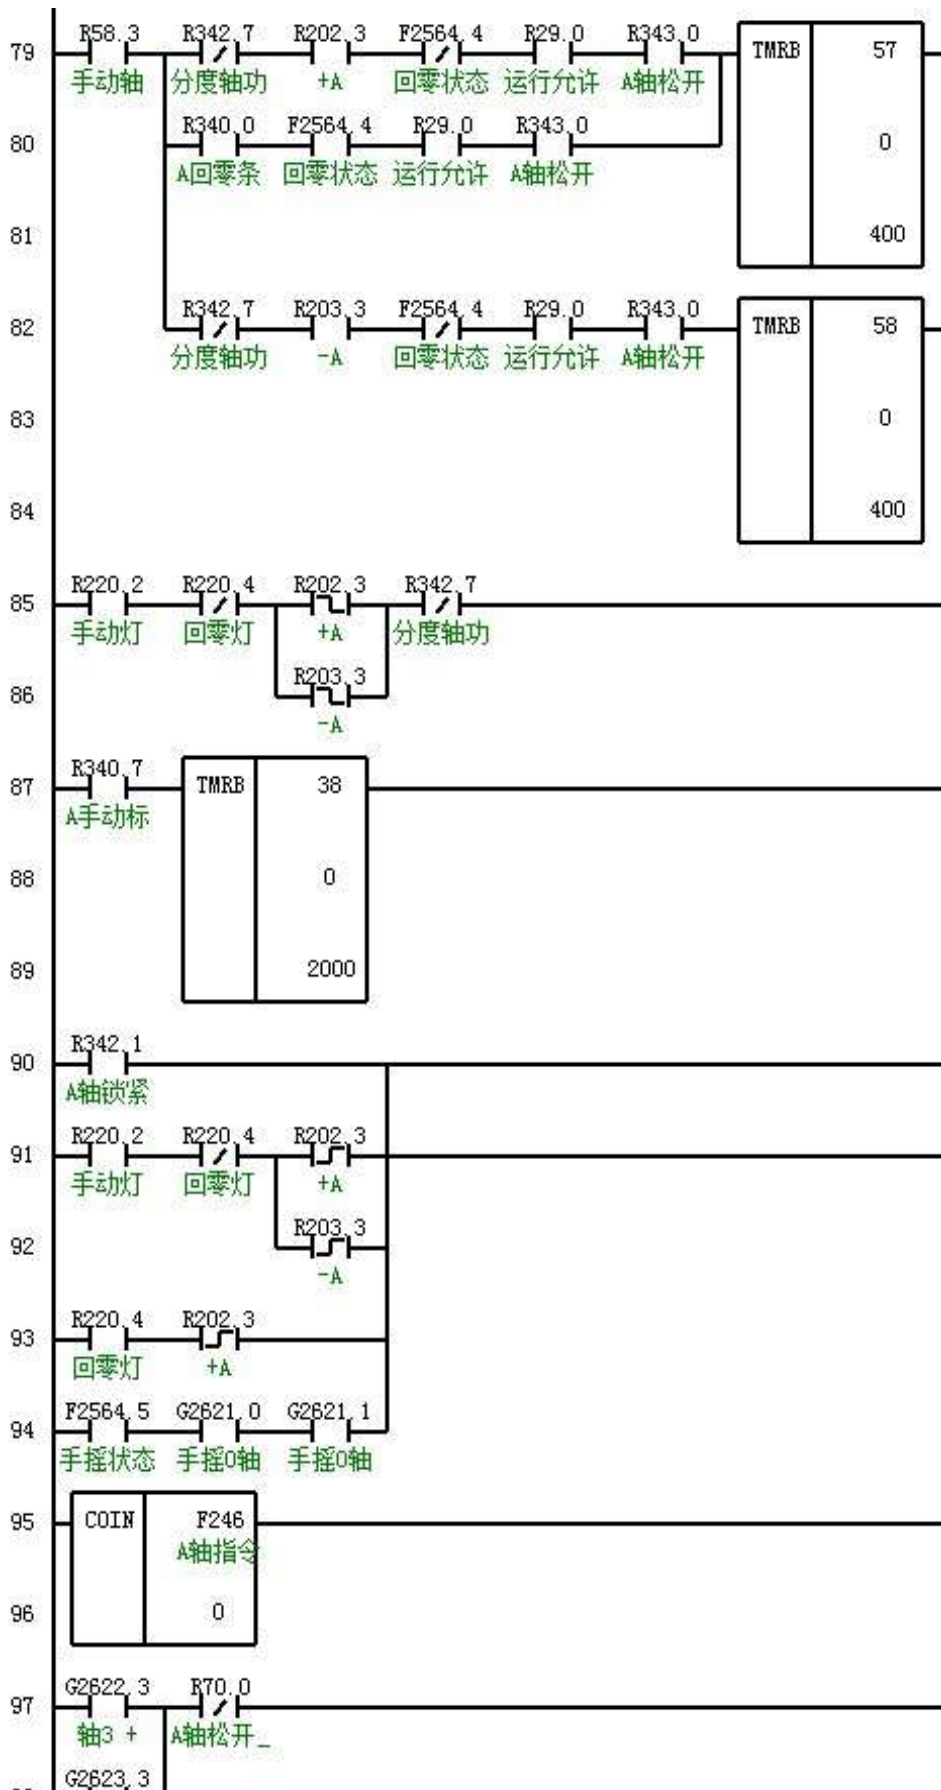 R58.3 R342.7 R202.3 F2564.4 R29.0 R343.0
79 TMRB 57
手动轴 分度轴功 +A 回零状态 运行允许 A轴松开
R340.0 F2564.4 R29.0 R343.0
80 0
A回零条 回零状态 运行允许 A轴松开
81 400
R342.7 R203.3 F2564.4 R29.0 R343.0
82 TMRB 58
分度轴功 -A 回零状态 运行允许 A轴松开
83 0
84 400
R220.2 R220.4 R202.3 R342.7
85
手动灯 回零灯 +A 分度轴功
R203.3
86
-A
R340.7
87 TMRB 38
A手动标
88 0
89 2000
R342.1
90
A轴锁紧
R220.2 R220.4 R202.3
91
手动灯 回零灯 +A
R203.3
92
-A
R220.4 R202.3
93
回零灯 +A
F2564.5 G2621.0 G2621.1
94
手摇状态 手摇0轴 手摇0轴
95 COIN F246
A轴指令
96 0
G2622.3 R70.0
97
轴3 + A轴松开_
G2623.3